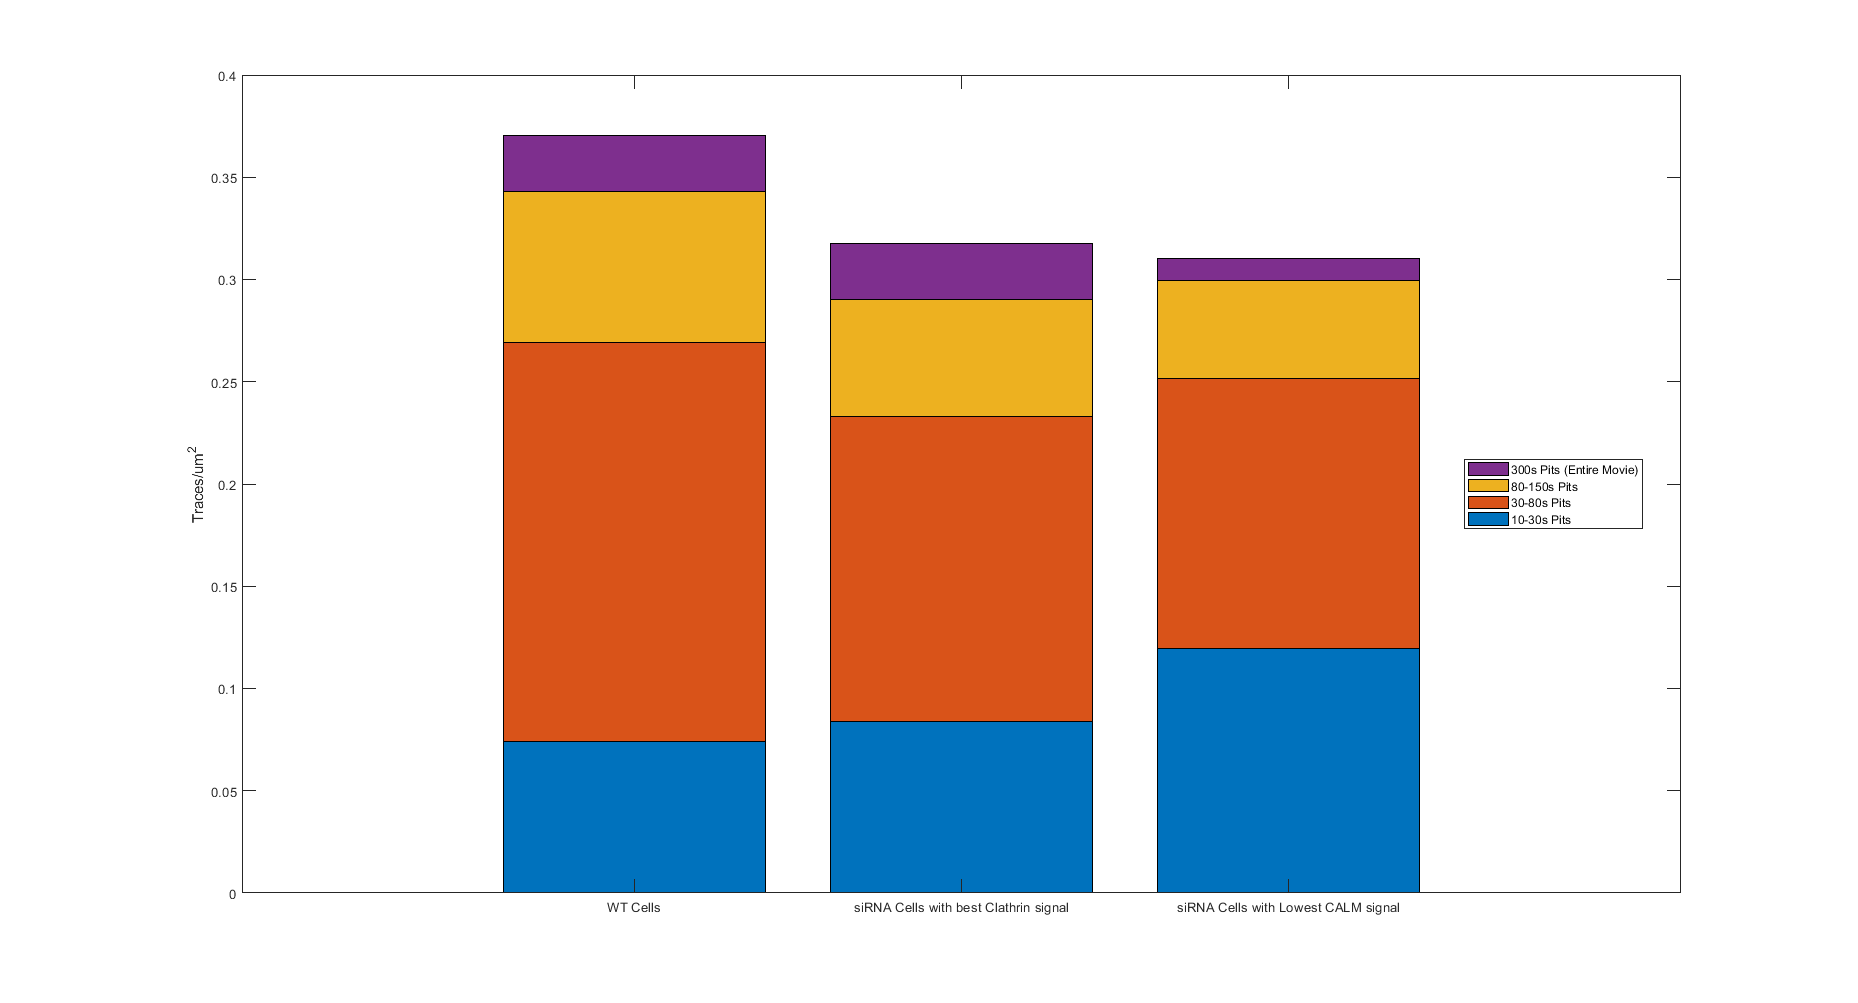 0.4
0.35
0.3
0.25
0.2
0.15
0.1
0.05
0
Traces/um2
WT Cells
siRNA Cells with best Clathrin signal
siRNA Cells with Lowest CALM signal
300s Pits (Entire Movie)
80-150s Pits
30-80s Pits
10-30s Pits